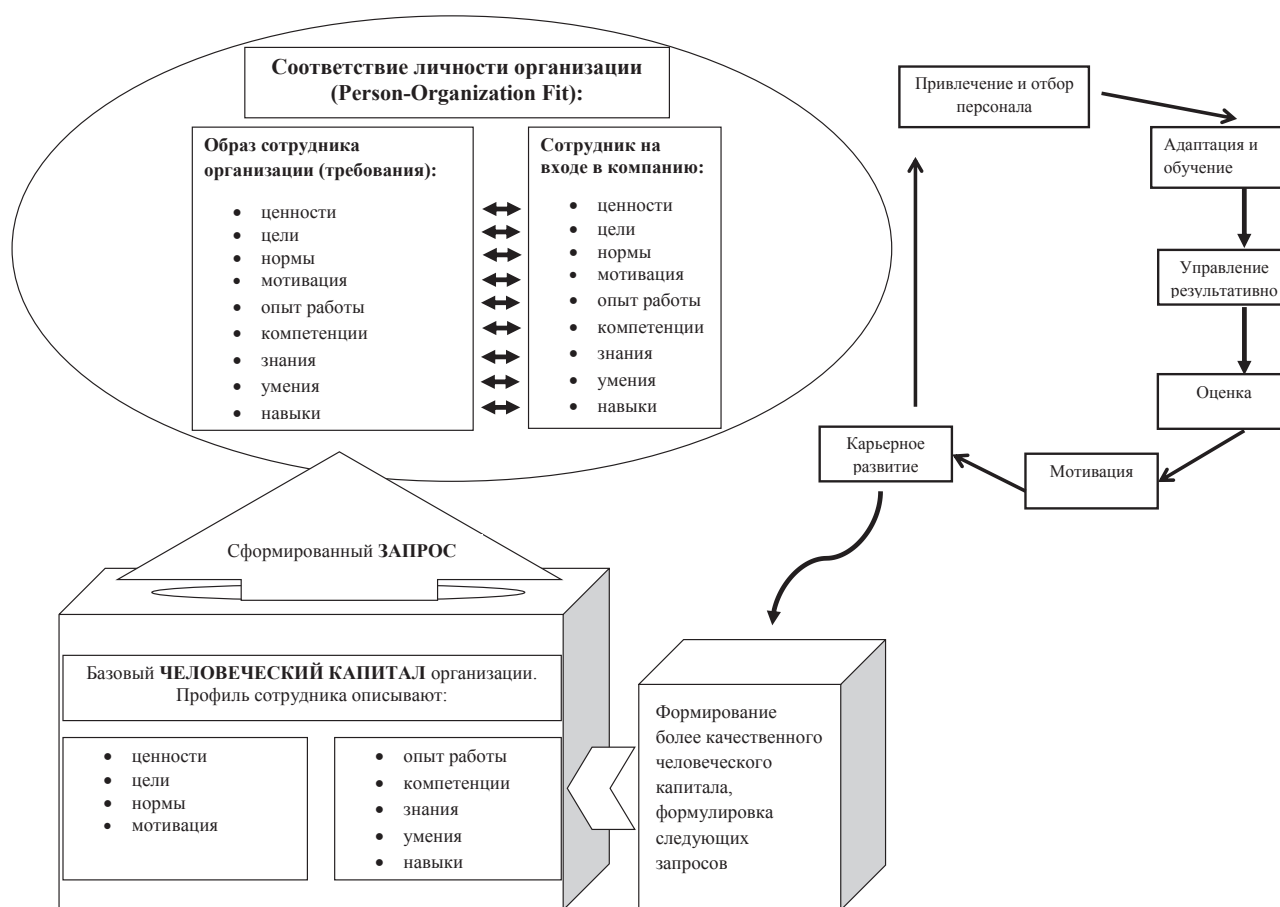 Соответствие личности организации
(Person-Organization Fit):
Образ сотрудника
организации (требования):
• ценности
• цели
• нормы
• мотивация
• опыт работы
• компетенции
• знания
• умения
• навыки
Сотрудник на
входе в компанию:
• ценности
• цели
• нормы
• мотивация
• опыт работы
• компетенции
• знания
• умения
• навыки
Привлечение и отбор
персонала
Адаптация и
обучение
Управление
результативно
Оценка
Мотивация
Карьерное
развитие
Сформированный ЗАПРОС
Базовый ЧЕЛОВЕЧЕСКИЙ КАПИТАЛ организации.
Профиль сотрудника описывают:
• ценности
• цели
• нормы
• мотивация
• опыт работы
• компетенции
• знания
• умения
• навыки
Формирование
более качественного
человеческого
капитала,
формулировка
следующих
запросов